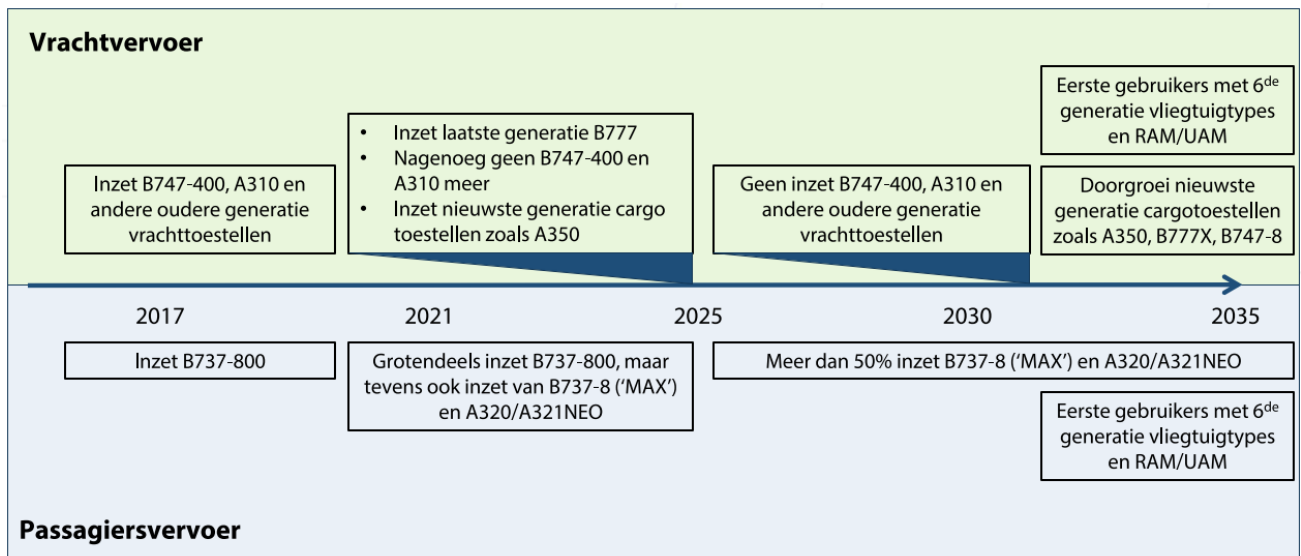 Vrachtvervoer
Inzet B747-400, A310 en
andere oudere generatie
vrachttoestellen
• Inzet laatste generatie B777
• Nagenoeg geen B747-400 en
A310 meer
• Inzet nieuwste generatie cargo
toestellen zoals A350
Geen inzet B747-400, A310 en
andere oudere generatie
vrachttoestellen
Eerste gebruikers met 6de
generatie vliegtuigtypes
en RAM/UAM
Doorgroei nieuwste
generatie cargotoestellen
zoals A350, B777X, B747-8
2017 2021 2025 2030 2035
Inzet B737-800
Grotendeels inzet B737-800, maar
tevens ook inzet van B737-8 (‘MAX’)
en A320/A321NEO
Meer dan 50% inzet B737-8 (‘MAX’) en A320/A321NEO
Eerste gebruikers met 6de
generatie vliegtuigtypes
en RAM/UAM
Passagiersvervoer